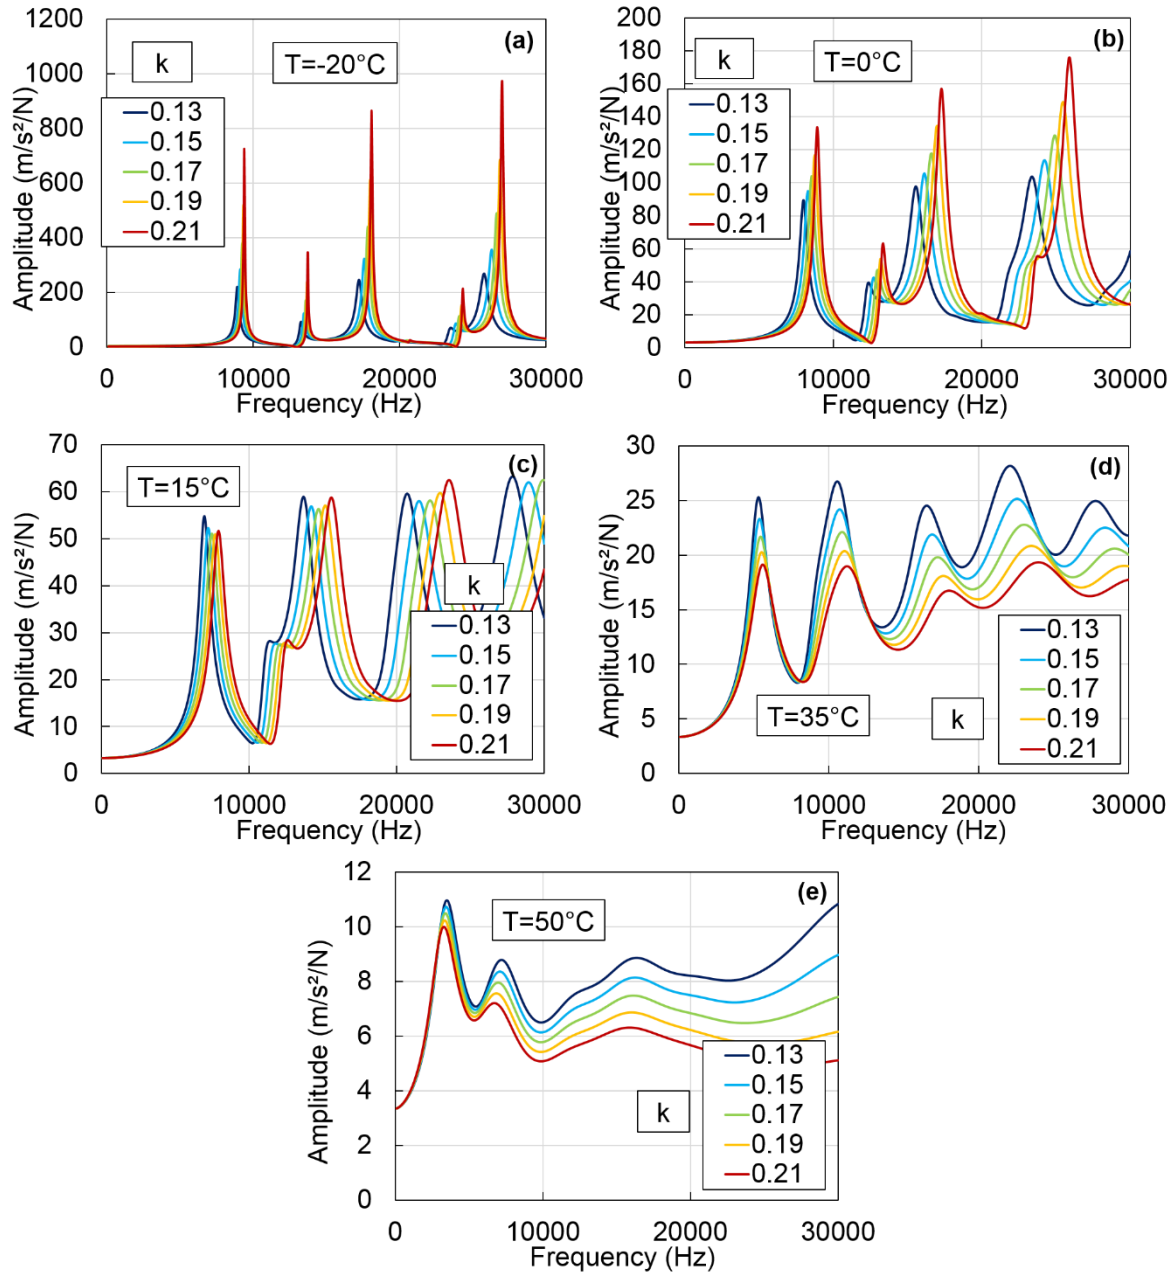 (a)
k
T=-20°C
0.13
0.15
0.17
0.19
0.21
1200
1000
800
600
400
200
0
Amplitude (m/s²/N)
0 10000 20000 30000
Frequency (Hz)
(b)
k
T=0°C
0.13
0.15
0.17
0.19
0.21
200
180
160
140
120
100
80
60
40
20
0
Amplitude (m/s²/N)
0 10000 20000 30000
Frequency (Hz)
(c)
T=15°C
k
0.13
0.15
0.17
0.19
0.21
70
60
50
40
30
20
10
0
Amplitude (m/s²/N)
0 10000 20000 30000
Frequency (Hz)
(d)
T=35°C
k
0.13
0.15
0.17
0.19
0.21
30
25
20
15
10
5
0
Amplitude (m/s²/N)
0 10000 20000 30000
Frequency (Hz)
(e)
T=50°C
k
0.13
0.15
0.17
0.19
0.21
12
10
8
6
4
2
0
Amplitude (m/s²/N)
0 10000 20000 30000
Frequency (Hz)